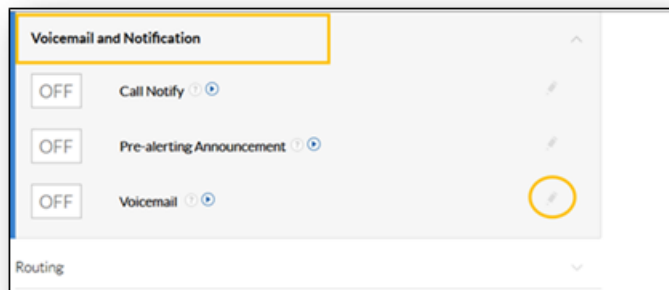 Voicemail and Notification
OFF Call Notify ?
OFF Pre-alerting Announcement ?
OFF Voicemail ?
Routing